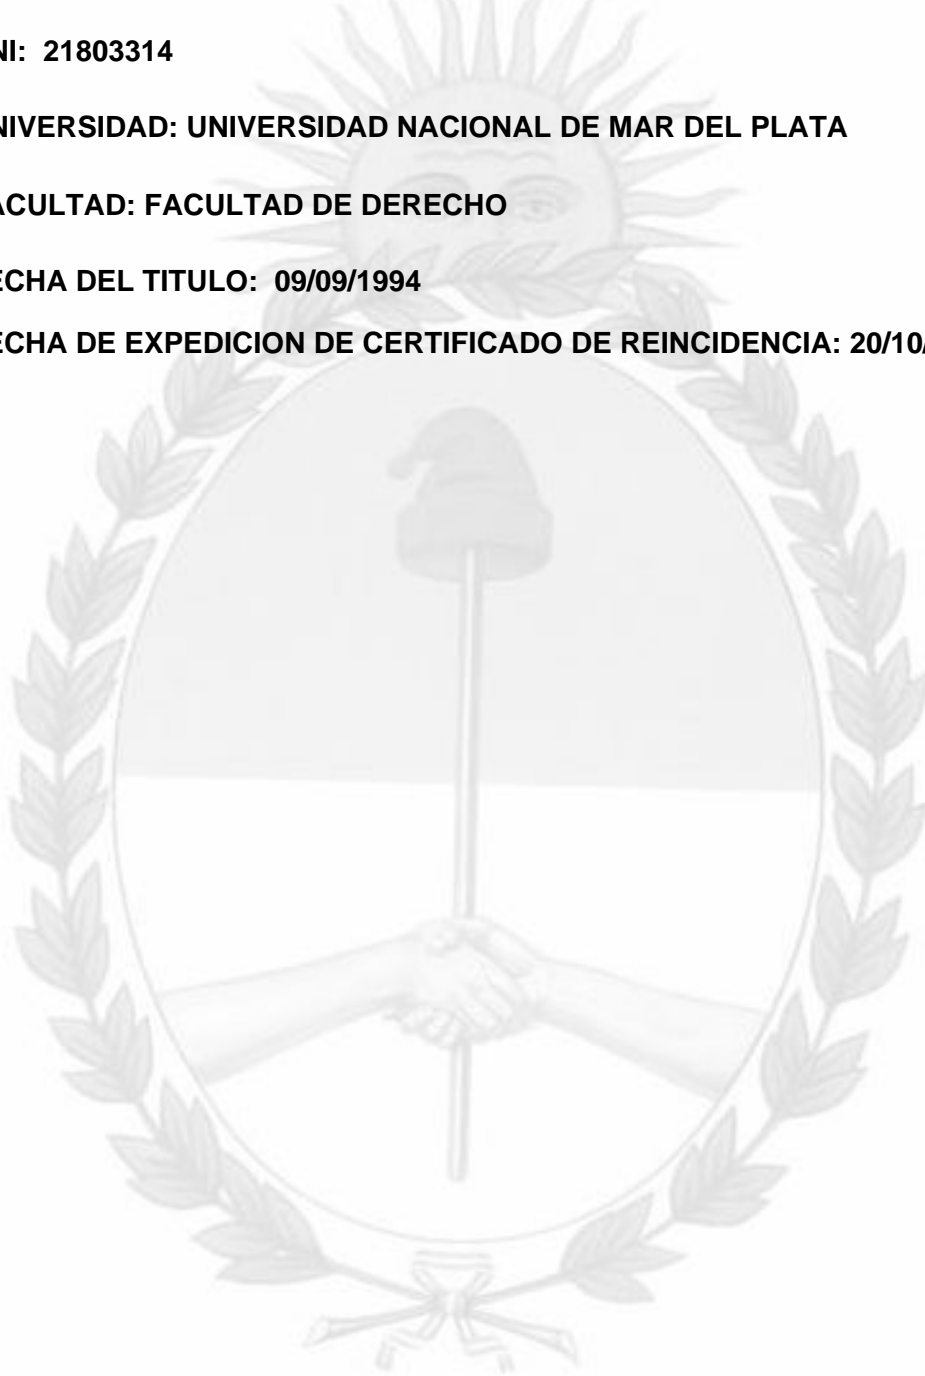 NI: 21803314
NIVERSIDAD: UNIVERSIDAD NACIONAL DE MAR DEL PLATA
ACULTAD: FACULTAD DE DERECHO
ECHA DEL TITULO: 09/09/1994
ECHA DE EXPEDICION DE CERTIFICADO DE REINCIDENCIA: 20/10/